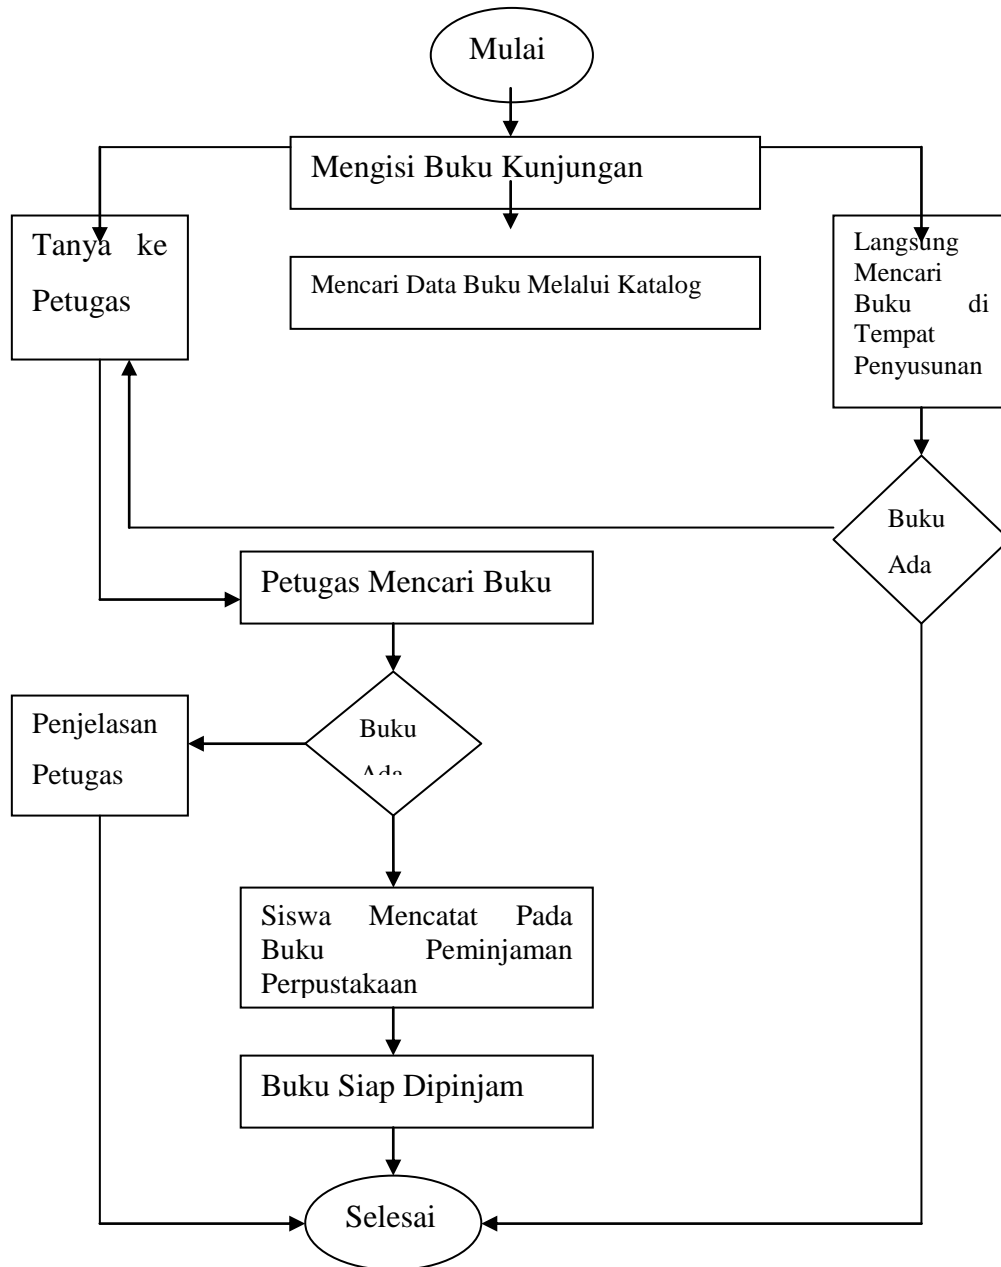 Mulai
Mengisi Buku Kunjungan
Tanya ke
Petugas
Mencari Data Buku Melalui Katalog
Langsung
Mencari
Buku di
Tempat
Penyusunan
Buku
Ada
Petugas Mencari Buku
Penjelasan
Petugas
Buku
Ada
Siswa Mencatat Pada
Buku Peminjaman
Perpustakaan
Buku Siap Dipinjam
Selesai